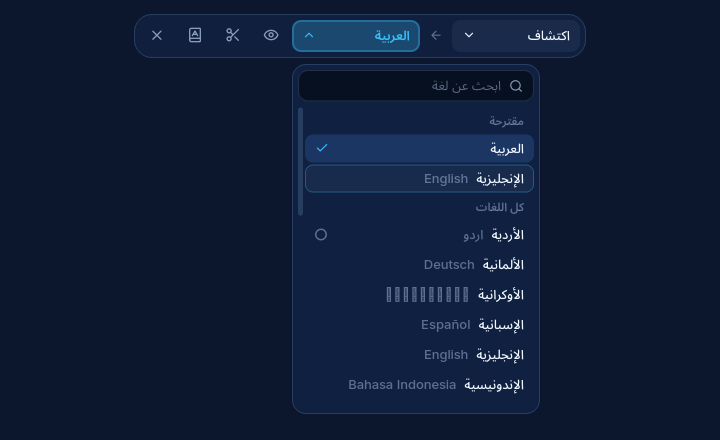 اكتشاف
العربية
ابحث عن لغة
مقترحة
العربية
الإنجليزية English
كل اللغات
الأردية اردو
الألمانية Deutsch
الأوكرانية
الإسبانية Español
الإنجليزية English
الإندونيسية Bahasa Indonesia